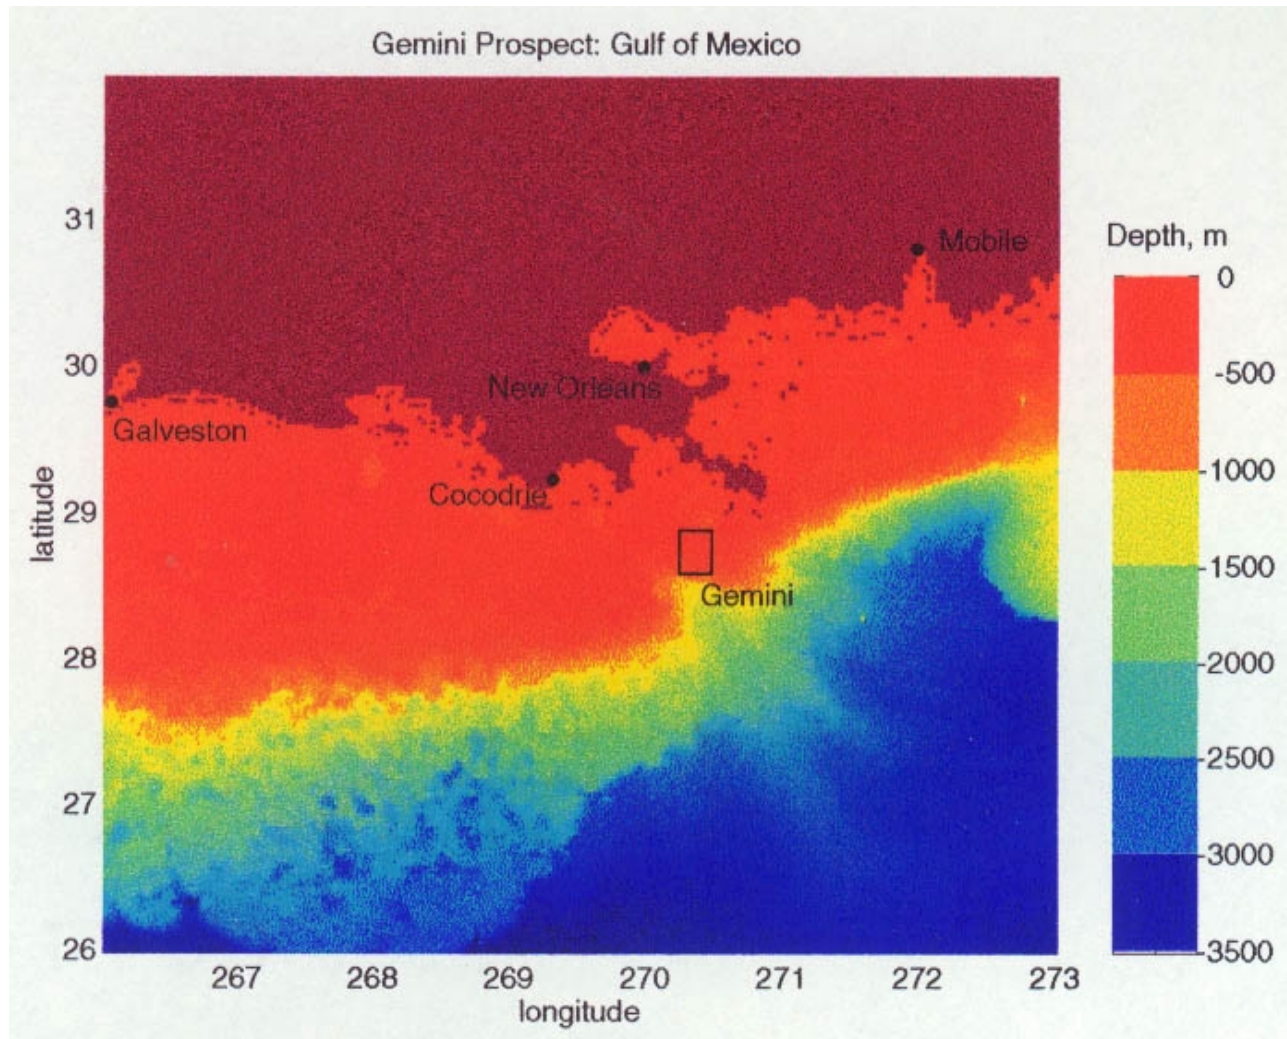 Gemini Prospect: Gulf of Mexico
31
Mobile
Depth, m
0
30
-500
New Orleans
Galveston
-1000
Cocodrie
29
-1500
latitude
Gemini
28
-2000
-2500
27
-3000
26
-3500
267
268
269
270
271
272
273
longitude